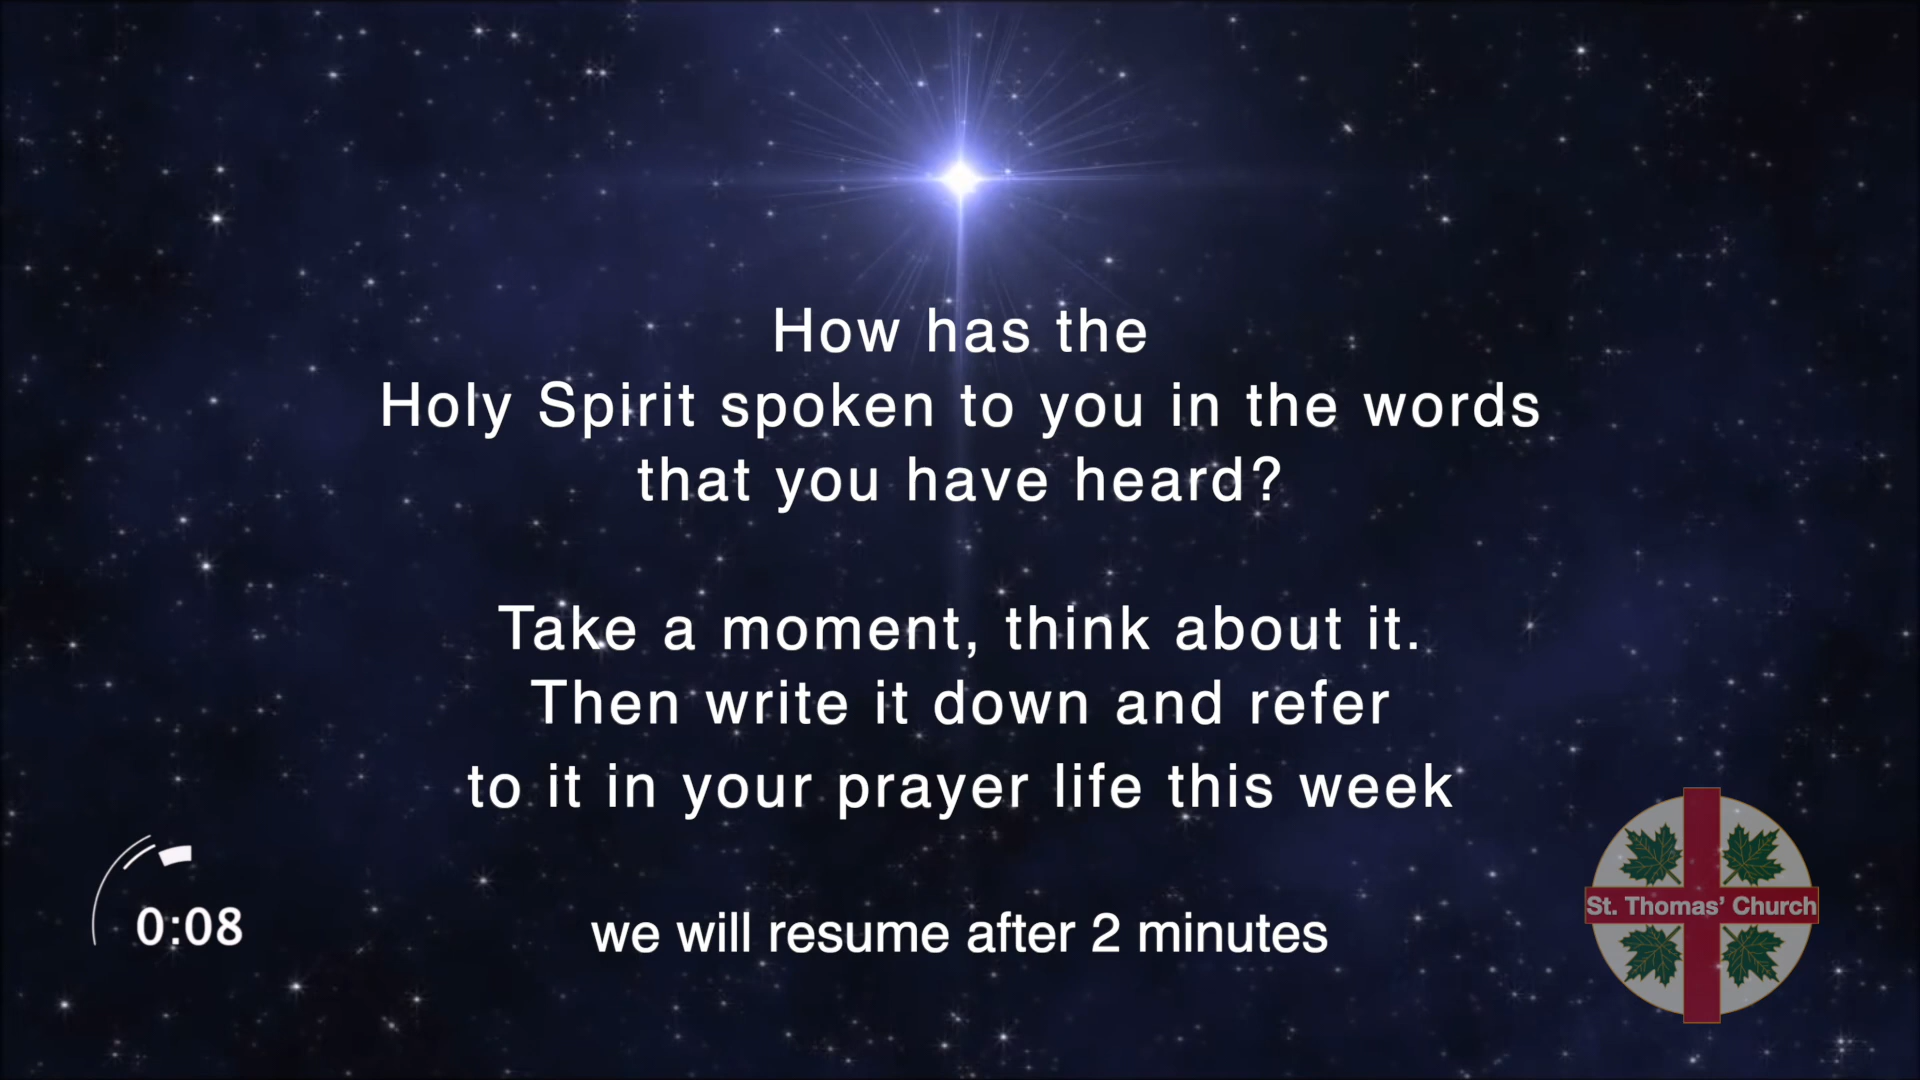 How has the
Holy Spirit spoken to you in the words
that you have heard?
Take a moment, think about it.
Then write it down and refer
to it in your prayer life this week
we will resume after 2 minutes
0:08
St. Thomas’ Church